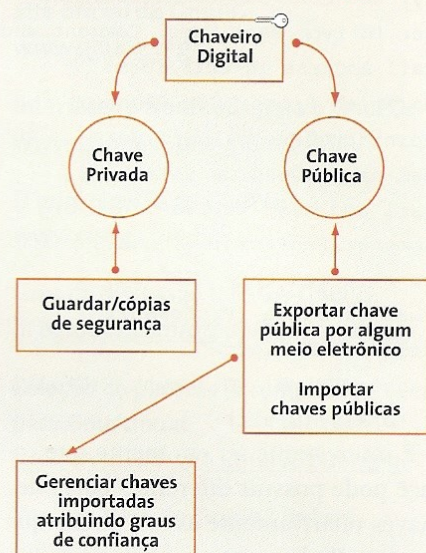 Chaveiro
Digital
Chave
Privada
Chave
Pública
Guardar/cópias
de segurança
Exportar chave
pública por algum
meio eletrônico
Importar
chaves públicas
Gerenciar chaves
importadas
atribuindo graus
de confiança